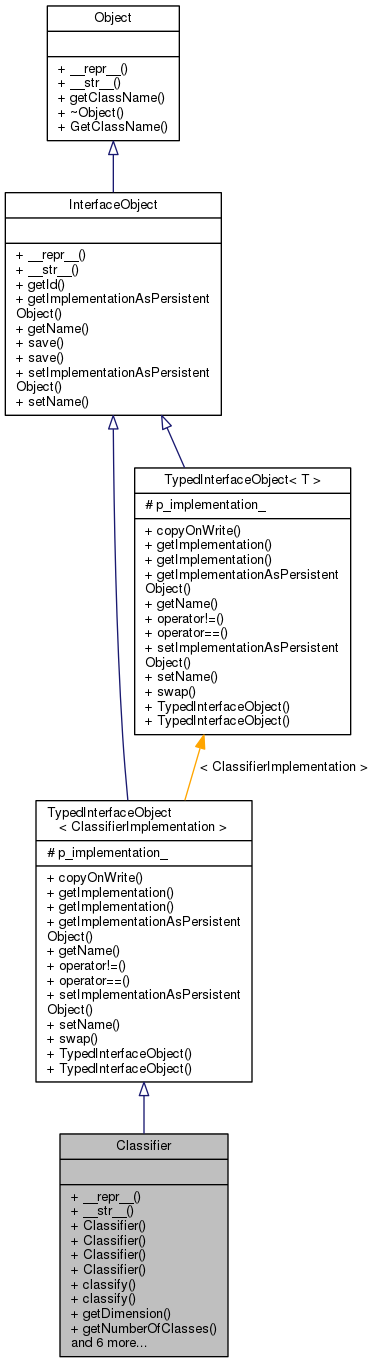 Object
+ __repr__()
+ __str__()
+ getClassName()
+ ~Object()
+ GetClassName()
InterfaceObject
+ __repr__()
+ __str__()
+ getId()
+ getImplementationAsPersistent
Object()
+ getName()
+ save()
+ save()
+ setImplementationAsPersistent
Object()
+ setName()
TypedInterfaceObject< T >
# p_implementation_
+ copyOnWrite()
+ getImplementation()
+ getImplementation()
+ getImplementationAsPersistent
Object()
+ getName()
+ operator!=()
+ operator==()
+ setImplementationAsPersistent
Object()
+ setName()
+ swap()
+ TypedInterfaceObject()
+ TypedInterfaceObject()
< ClassifierImplementation >
TypedInterfaceObject
< ClassifierImplementation >
# p_implementation_
+ copyOnWrite()
+ getImplementation()
+ getImplementation()
+ getImplementationAsPersistent
Object()
+ getName()
+ operator!=()
+ operator==()
+ setImplementationAsPersistent
Object()
+ setName()
+ swap()
+ TypedInterfaceObject()
+ TypedInterfaceObject()
Classifier
+ __repr__()
+ __str__()
+ Classifier()
+ Classifier()
+ Classifier()
+ Classifier()
+ classify()
+ classify()
+ getDimension()
+ getNumberOfClasses()
and 6 more...